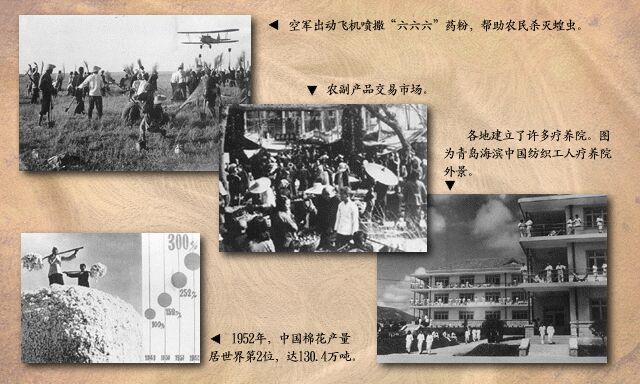 空军出动飞机喷撒“六六六”药粉，帮助农民杀灭蝗虫。
农副产品交易市场。
各地建立了许多疗养院。图
为青岛海滨中国纺织工人疗养院
外景。
300%
252%
100%
1949 1950 1951 1952
1952年，中国棉花产量
居世界第2位，达130.4万吨。